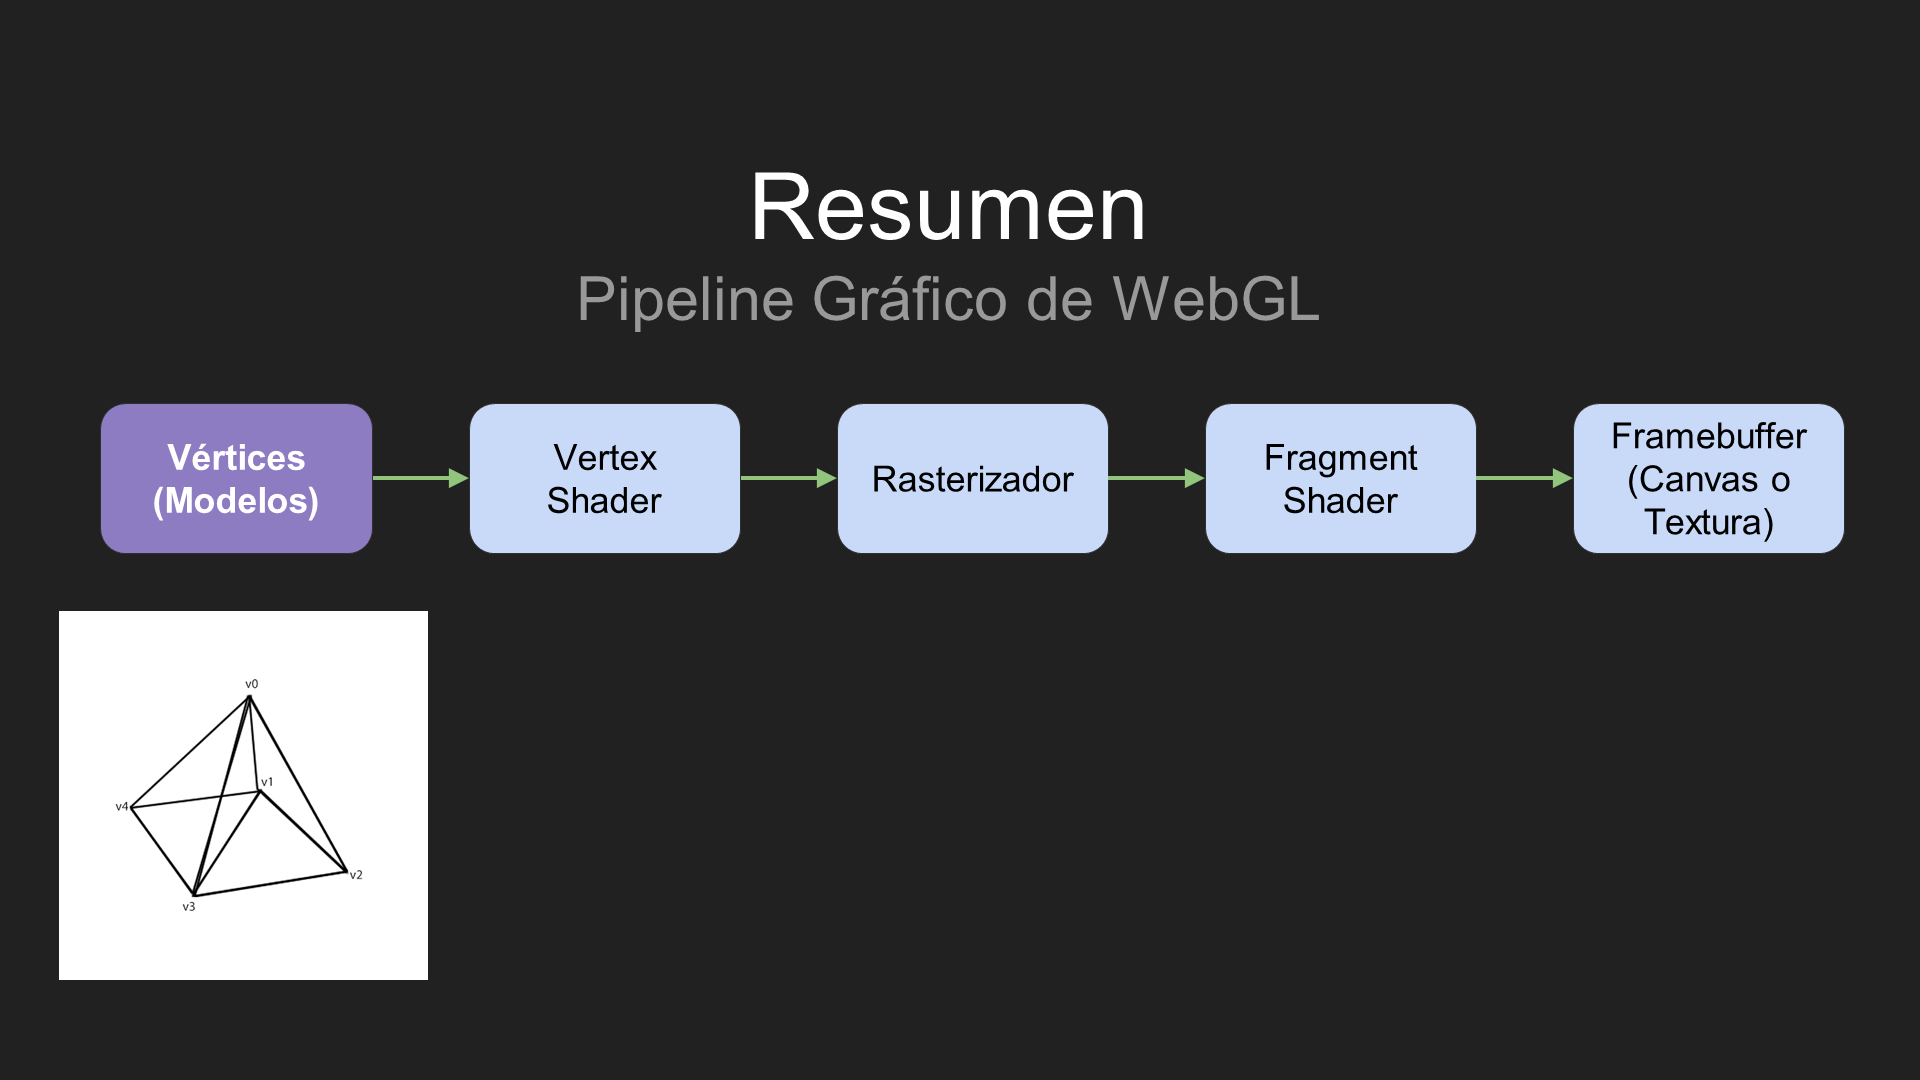 Resumen
Pipeline Gráfico de WebGL
Vértices
(Modelos)
Vertex
Shader
Rasterizador
Fragment
Shader
Framebuffer
(Canvas o
Textura)
v0
v1
v4
v2
v3